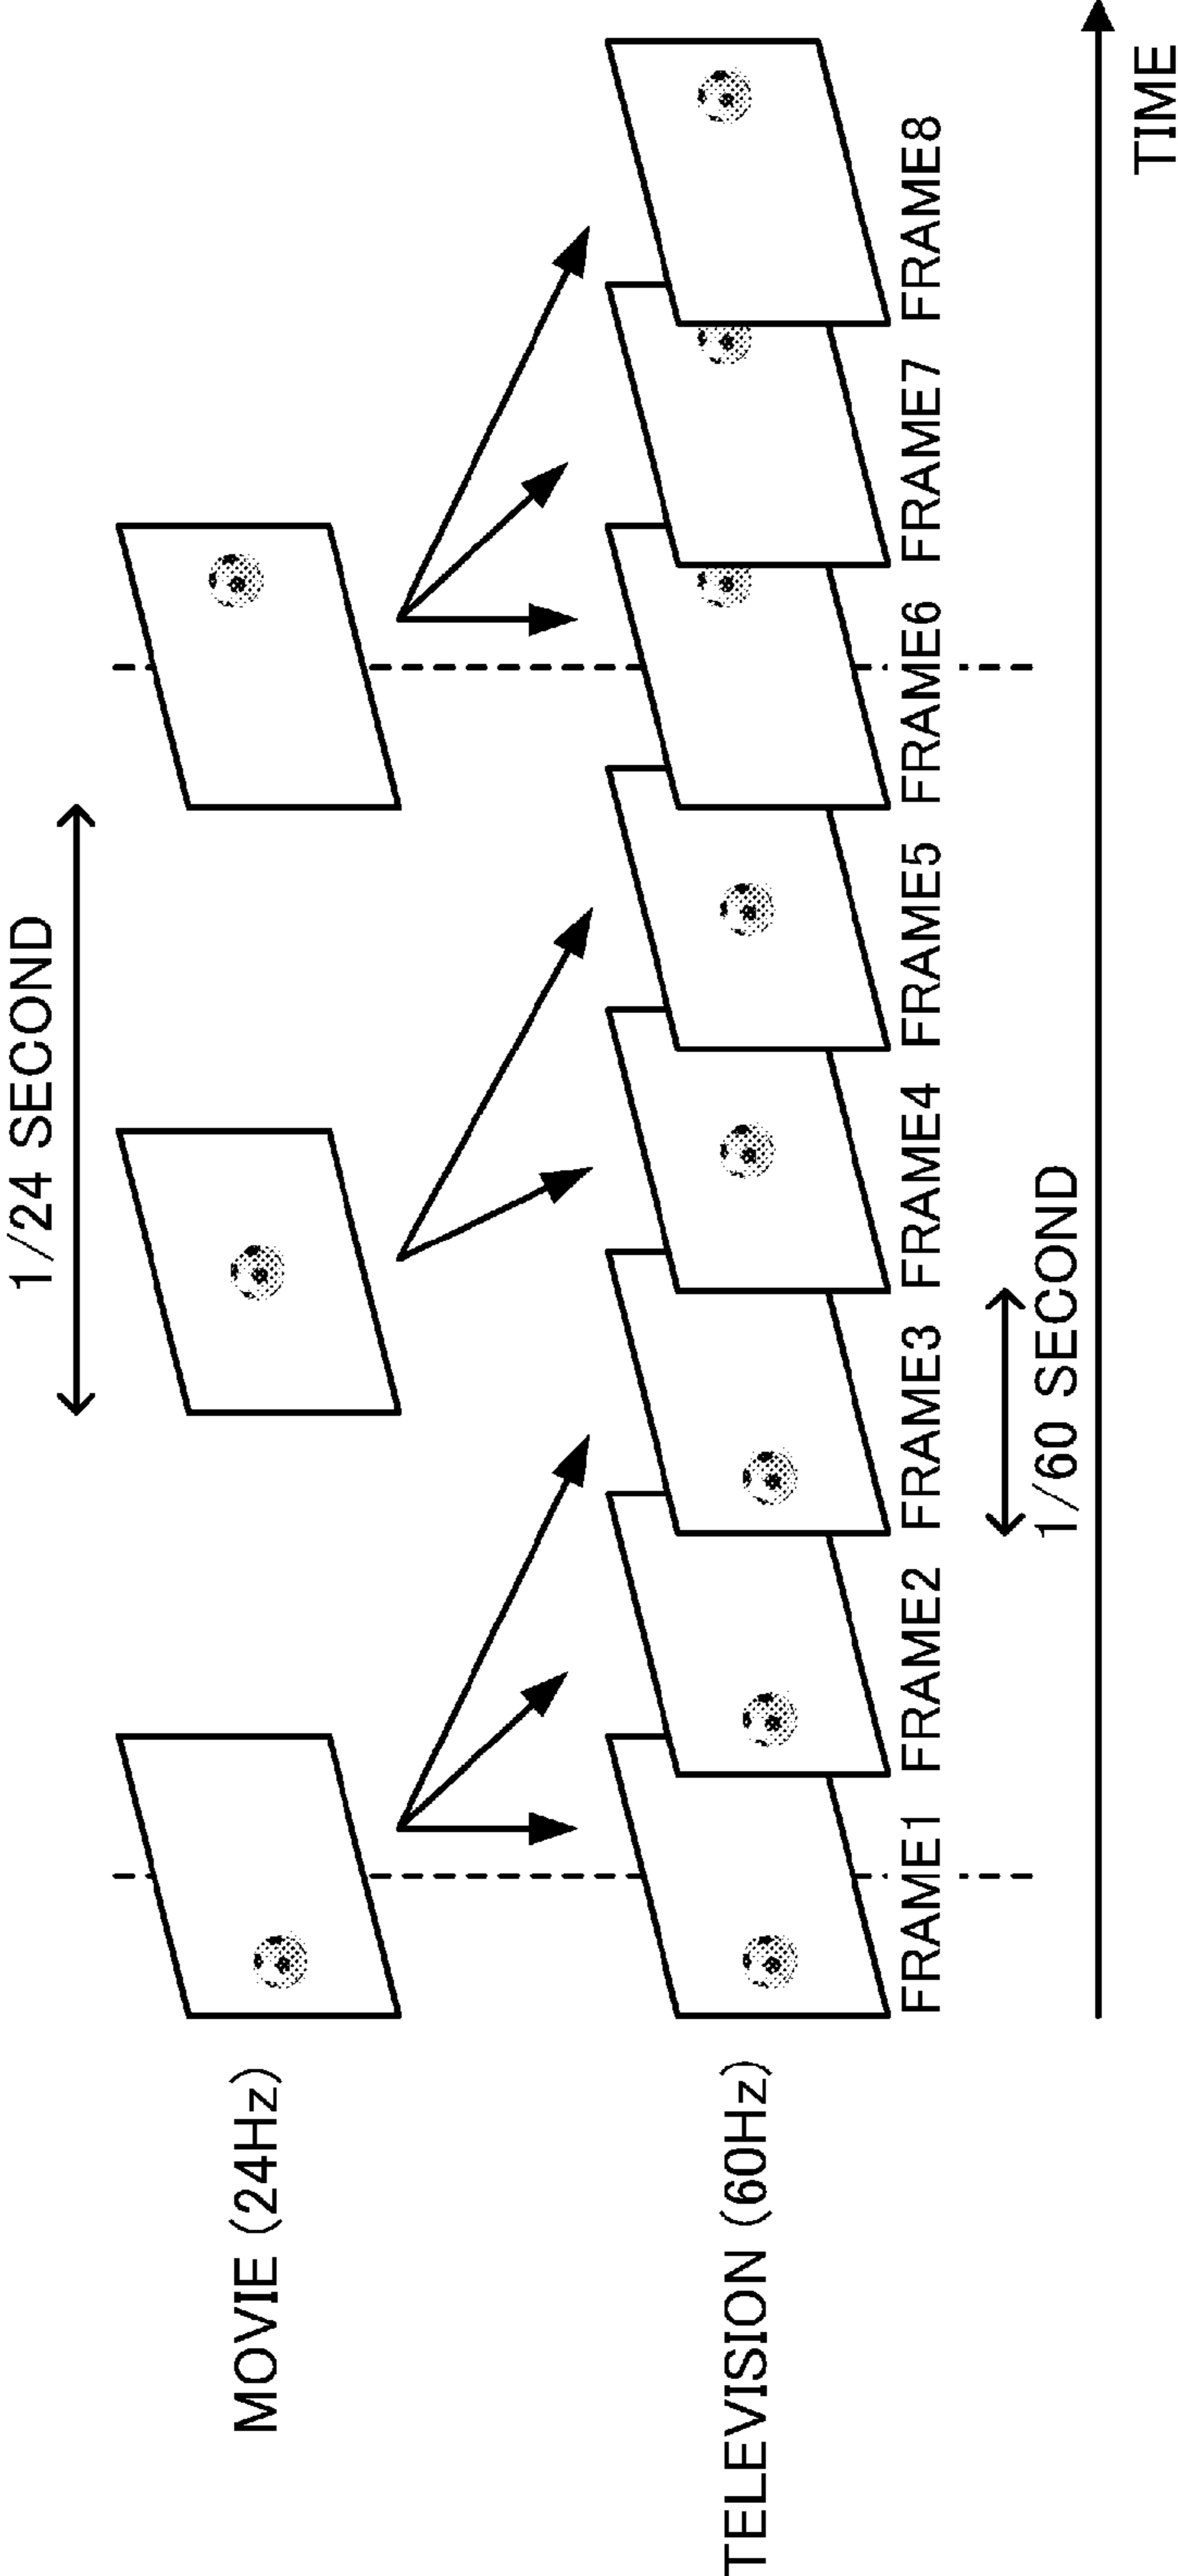 1/24 SECOND
MOVIE (24Hz)
TELEVISION (60Hz)
FRAME1 FRAME2 FRAME3 FRAME4 FRAME5 FRAME6 FRAME7 FRAME8
1/60 SECOND
TIME